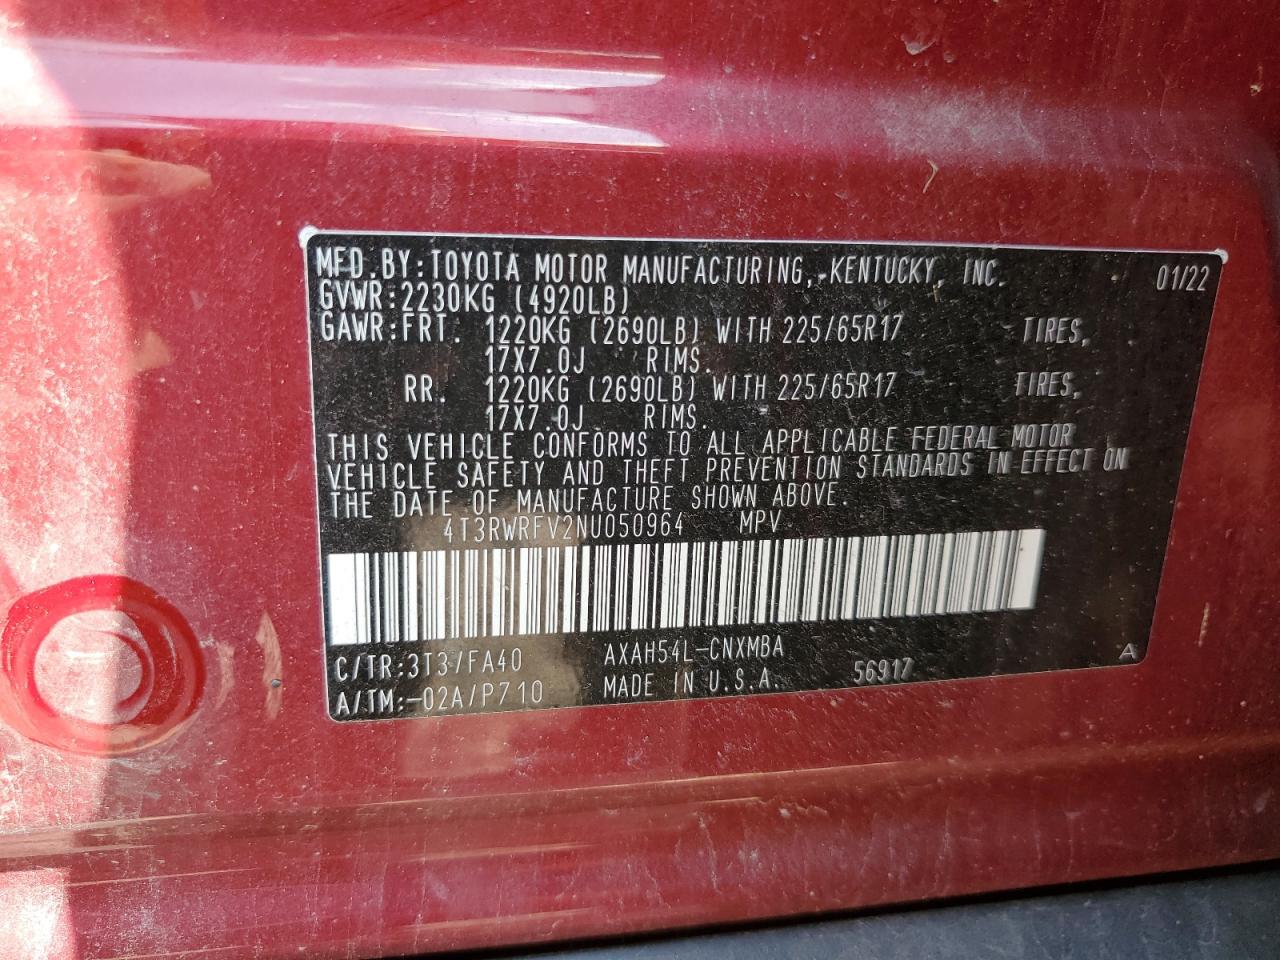 MFD.BY:TOYOTA MOTOR MANUFACTURING, KENTUCKY, INC. 01/22
GVWR:2230KG (4920LB)
GAWR:FRT. 1220KG (2690LB) WITH 225/65R17 TIRES,
17X7.0J RIMS.
RR. 1220KG (2690LB) WITH 225/65R17 TIRES,
17X7.0J RIMS.
THIS VEHICLE CONFORMS TO ALL APPLICABLE FEDERAL MOTOR
VEHICLE SAFETY AND THEFT PREVENTION STANDARDS IN EFFECT ON
THE DATE OF MANUFACTURE SHOWN ABOVE.
4T3RWRFV2NU050964 MPV
C/TR:3T3/FA40 AXAH54L-CNXMBA
A/TM:-02A/P710 MADE IN U.S.A. 56917 A